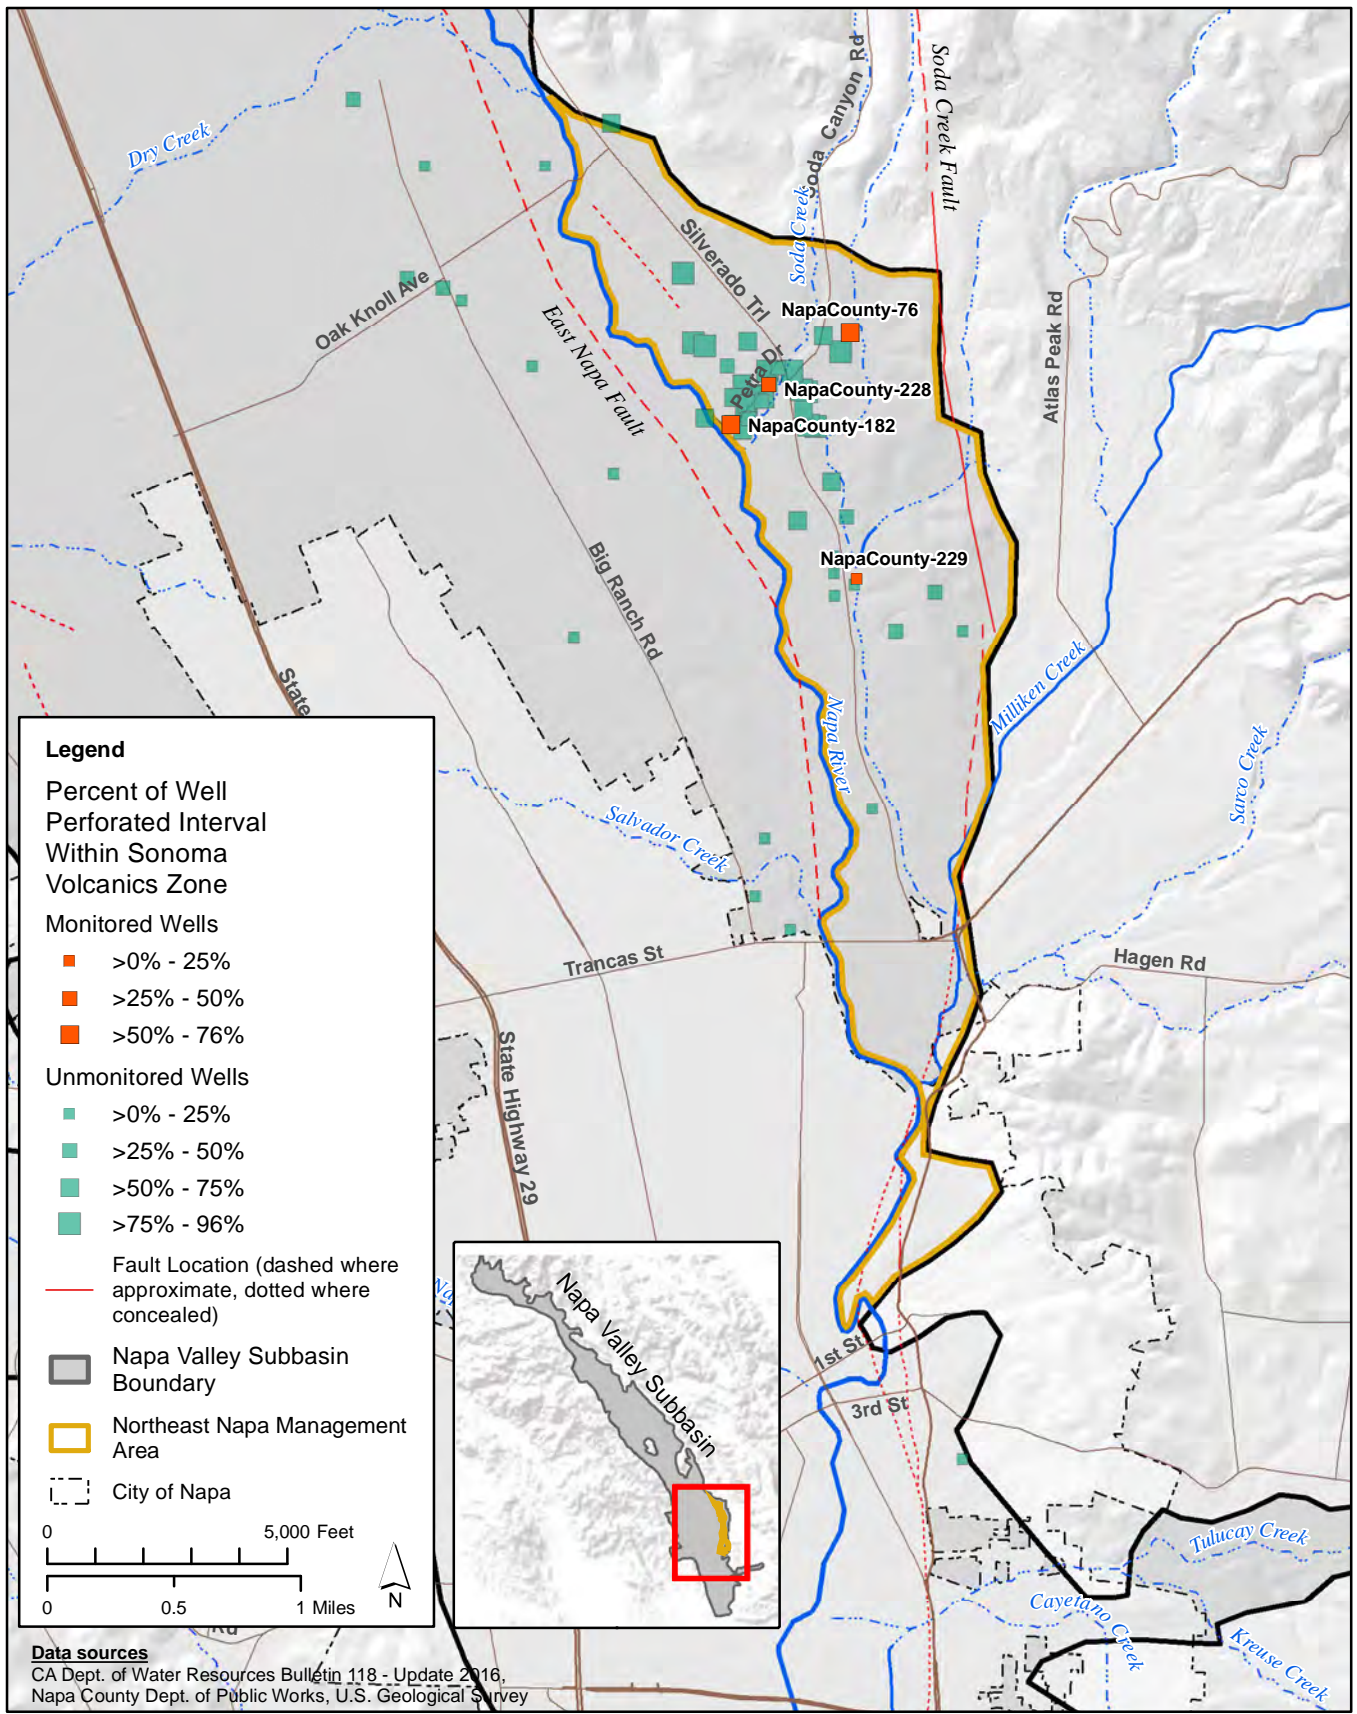 Dry Creek
Soda Canyon Rd
Soda Creek Fault
Soda Creek
Silverado Trl
Oak Knoll Ave
East Napa Fault
NapaCounty-76
Petra Dr
NapaCounty-228
NapaCounty-182
Atlas Peak Rd
NapaCounty-229
Big Ranch Rd
State
Napa River
Milliken Creek
Sarco Creek
Salvador Creek
Trancas St
Hagen Rd
State Highway 29
1st St
3rd St
Tulucay Creek
Cayetano Creek
Kreuse Creek
Legend
Percent of Well
Perforated Interval
Within Sonoma
Volcanics Zone
Monitored Wells
>0% - 25%
>25% - 50%
>50% - 76%
Unmonitored Wells
>0% - 25%
>25% - 50%
>50% - 75%
>75% - 96%
Fault Location (dashed where
approximate, dotted where
concealed)
Napa Valley Subbasin
Boundary
Northeast Napa Management
Area
City of Napa
0 5,000 Feet
0 0.5 1 Miles
N
Napa Valley Subbasin
Rd
Data sources
CA Dept. of Water Resources Bulletin 118 - Update 2016,
Napa County Dept. of Public Works, U.S. Geological Survey